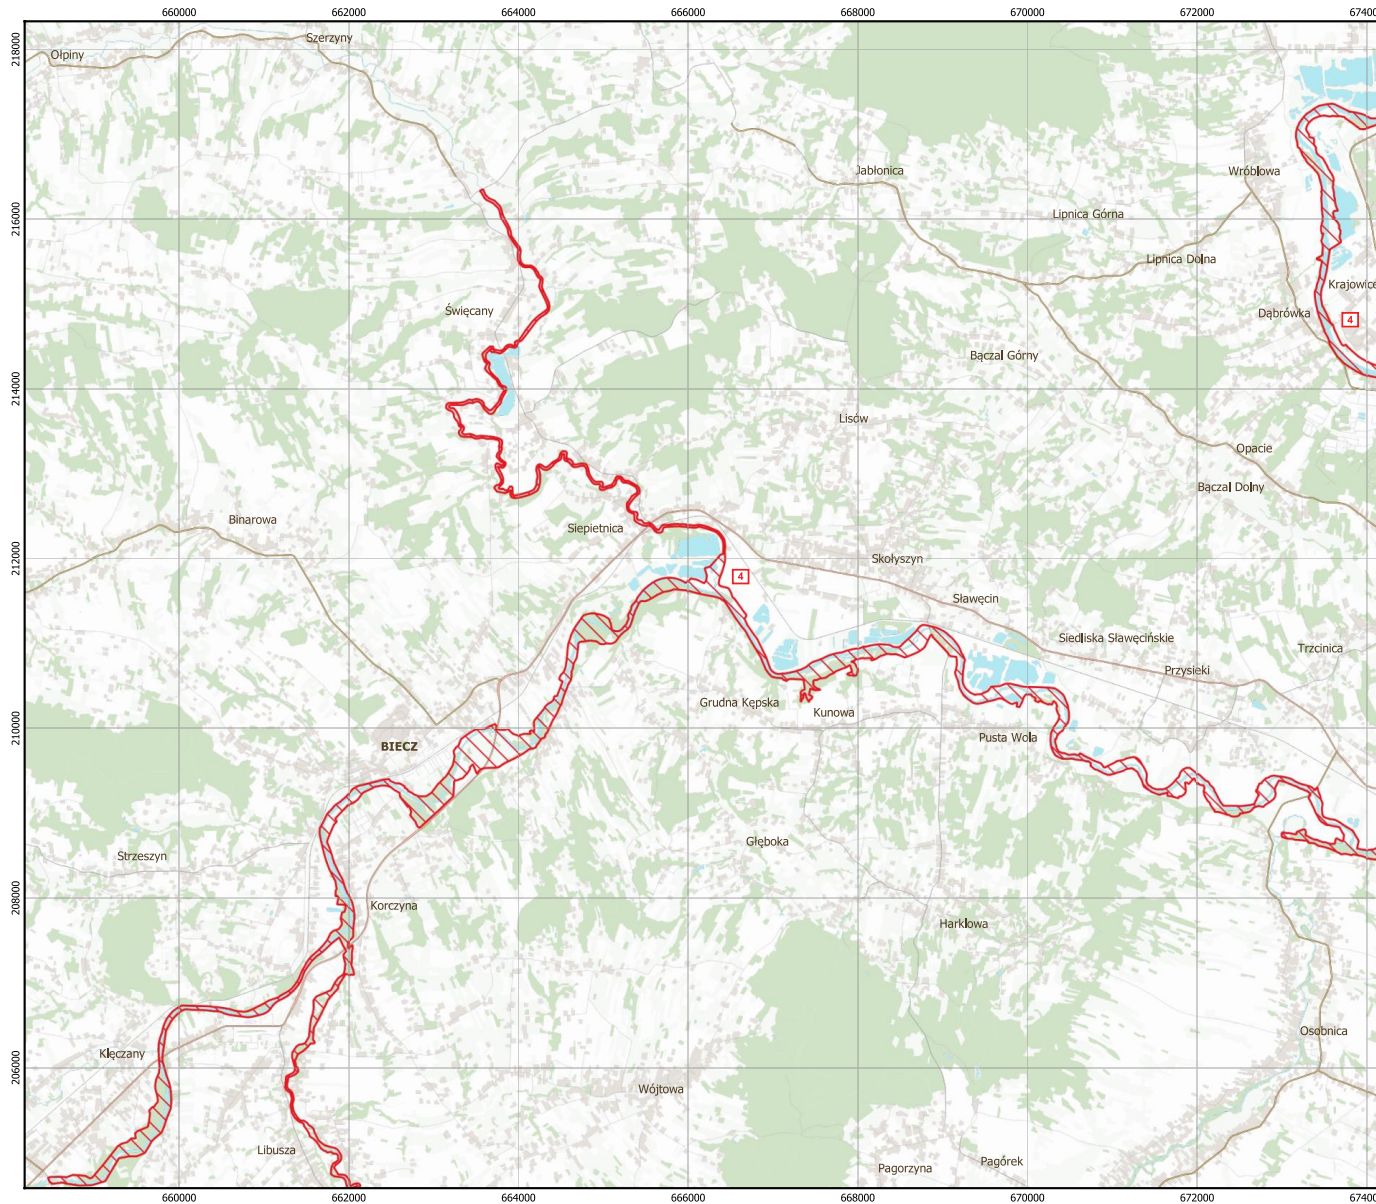 660000 662000 664000 666000 668000 670000 672000 67400
218000
Szerzyny
Ołpiny
Jabłonica
Wróblowa
216000
Lipnica Górna
Lipnica Dolna
Krajowice
Święcany
Dąbrówka
4
Bączal Górny
214000
Lisów
Opacie
Bączal Dolny
Binarowa
Siepietnica
212000
Skołyszyn
4
Sławęcin
Siedliska Sławęcińskie
Trzcinica
Przysieki
Grudna Kępska
Kunowa
210000
Pusta Wola
BIECZ
Głęboka
Strzeszyn
208000
Korczyna
Harklowa
Osobnica
Klęczany
206000
Wójtowa
Libusza
Pagorzyna
Pagórek
660000 662000 664000 666000 668000 670000 672000 67400